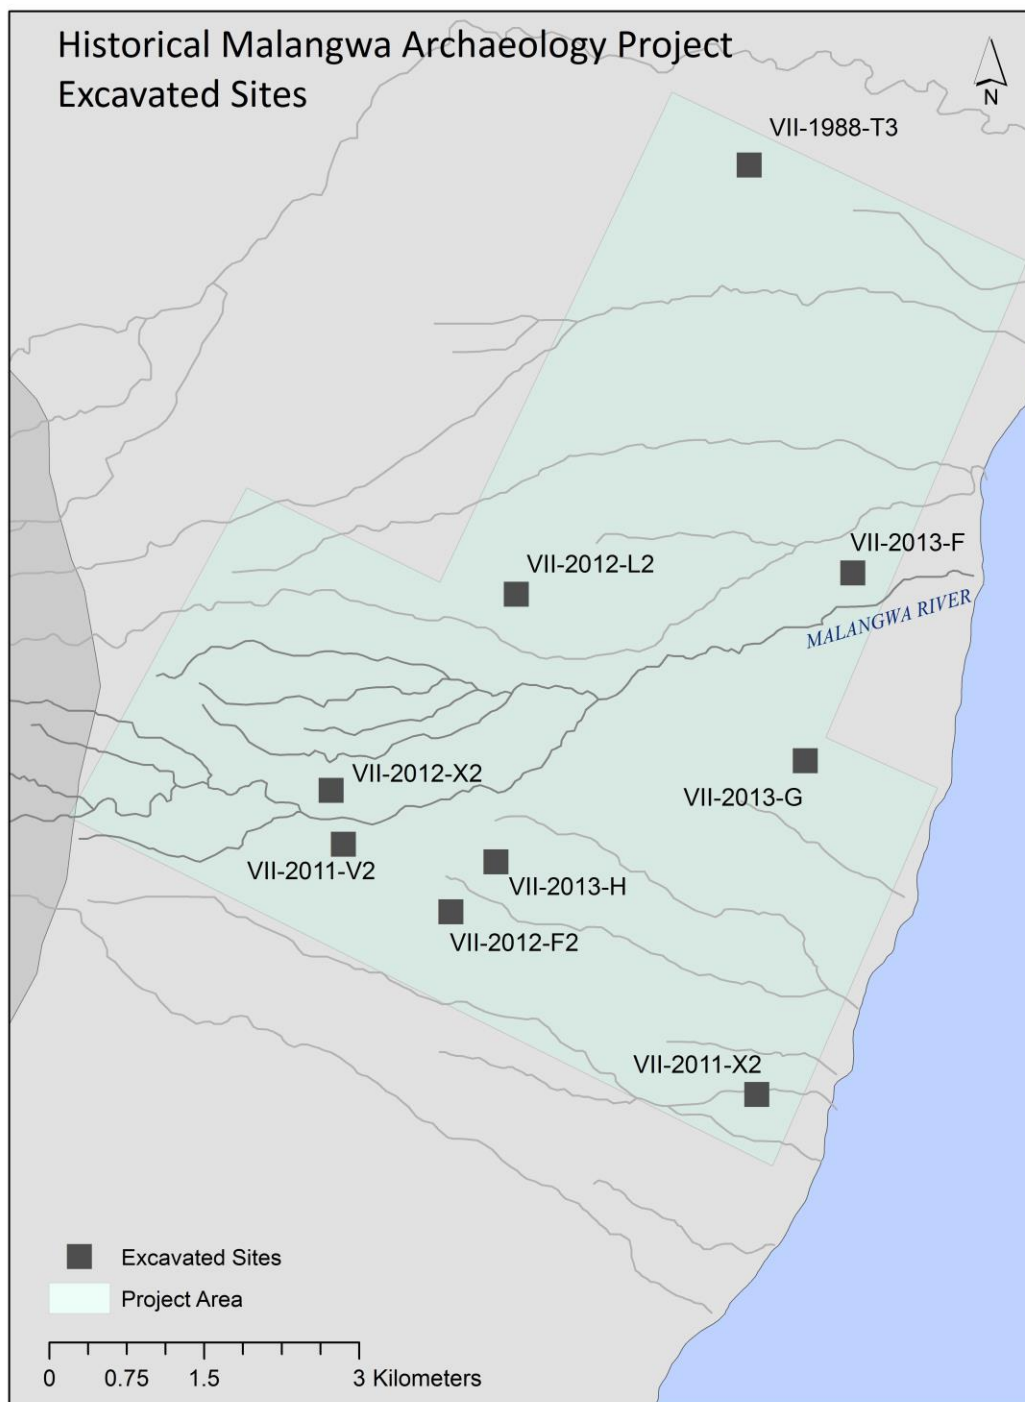 Historical Malangwa Archaeology Project
Excavated Sites
N
VII-1988-T3
VII-2013-F
VII-2012-L2
MALANGWA RIVER
VII-2012-X2
VII-2013-G
VII-2011-V2
VII-2013-H
VII-2012-F2
VII-2011-X2
Excavated Sites
Project Area
0 0.75 1.5 3 Kilometers